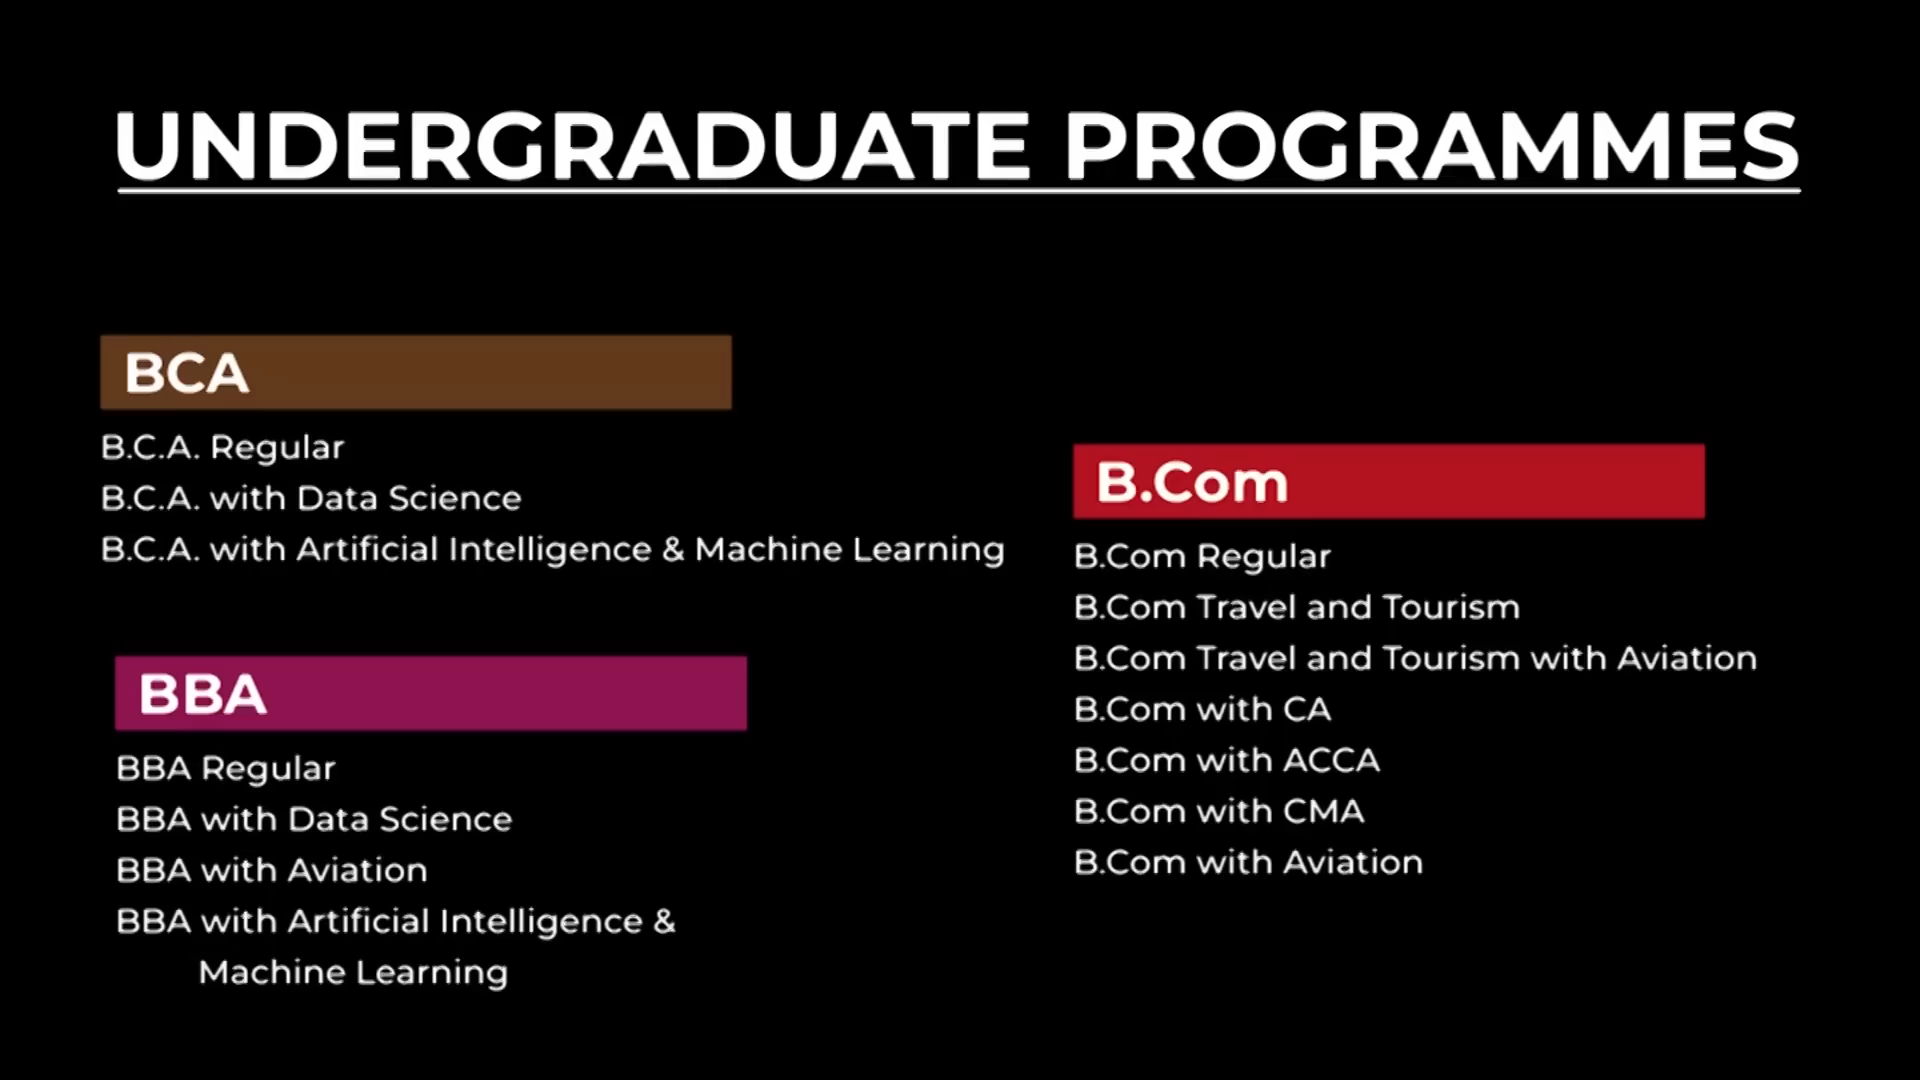 UNDERGRADUATE PROGRAMMES
BCA
B.C.A. Regular
B.C.A. with Data Science
B.C.A. with Artificial Intelligence & Machine Learning
BBA
BBA Regular
BBA with Data Science
BBA with Aviation
BBA with Artificial Intelligence &
Machine Learning
B.Com
B.Com Regular
B.Com Travel and Tourism
B.Com Travel and Tourism with Aviation
B.Com with CA
B.Com with ACCA
B.Com with CMA
B.Com with Aviation